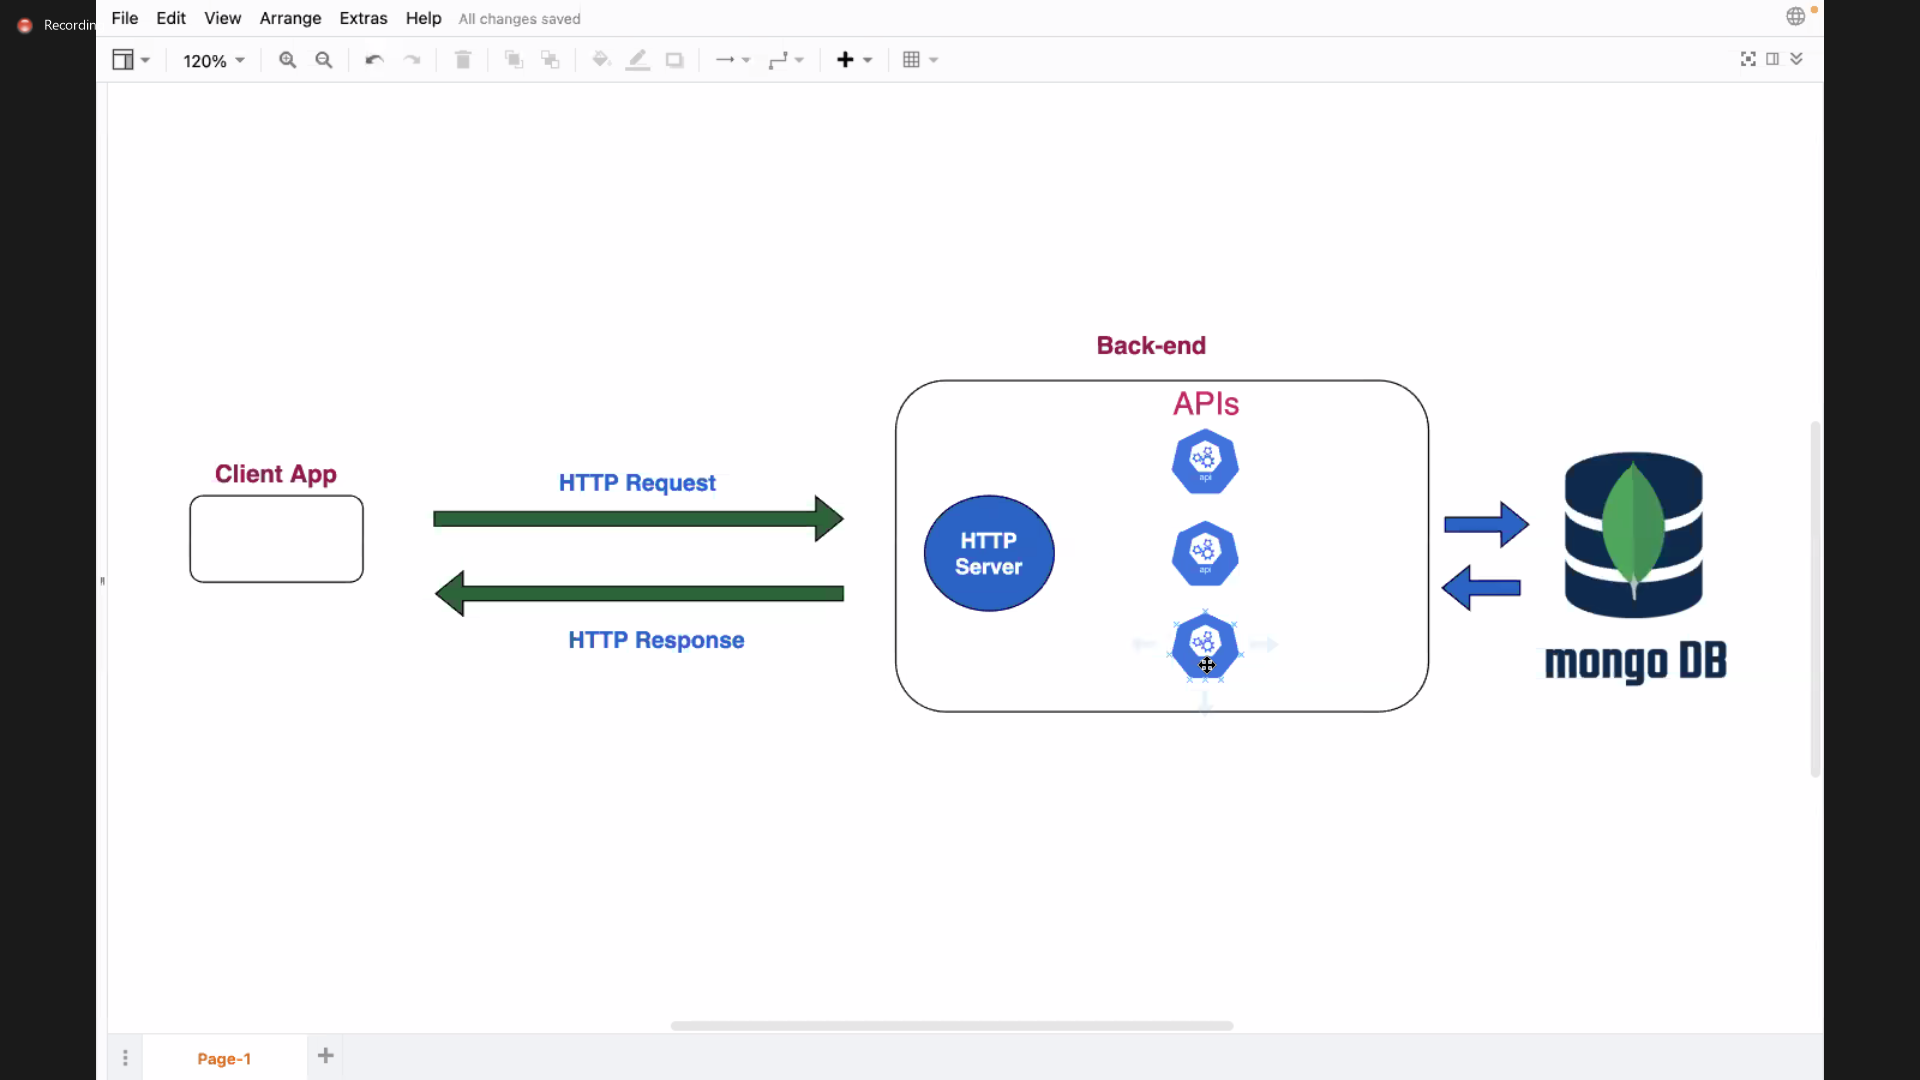 Recordin
File Edit View Arrange Extras Help All changes saved
120%
Back-end
APIs
api
Client App
HTTP Request
HTTP
Server
api
HTTP Response
mongo DB
Page-1